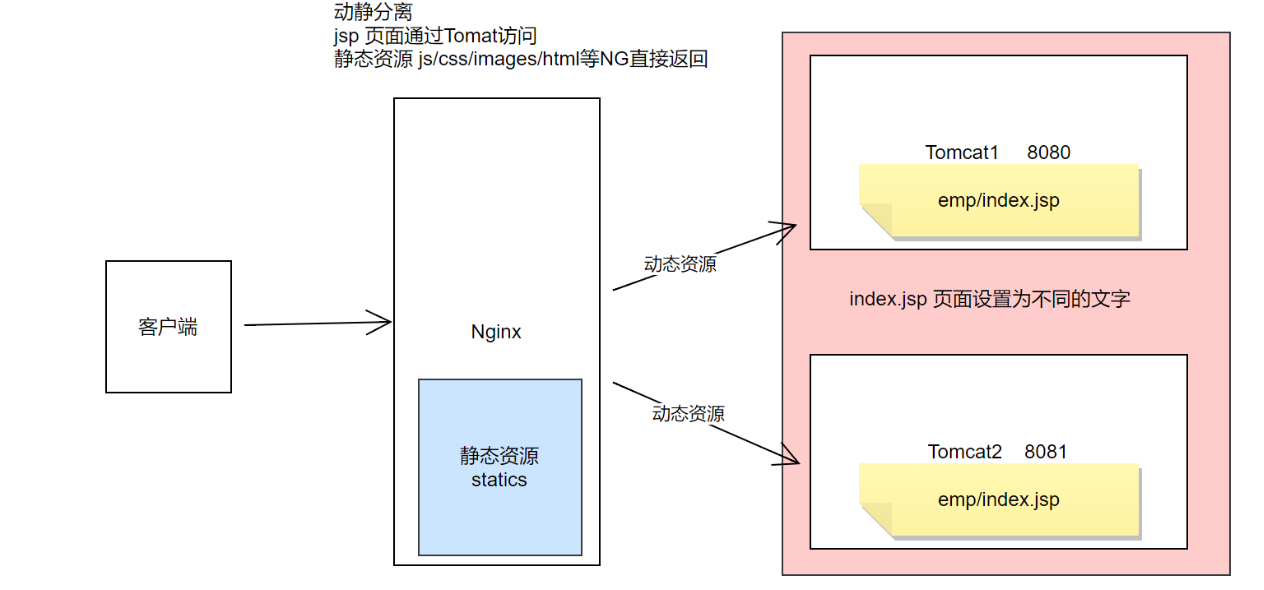 动静分离
jsp 页面通过Tomat访问
静态资源 js/css/images/html等NG直接返回
客户端
Nginx
静态资源
statics
动态资源
动态资源
Tomcat1 8080
emp/index.jsp
index.jsp 页面设置为不同的文字
Tomcat2 8081
emp/index.jsp